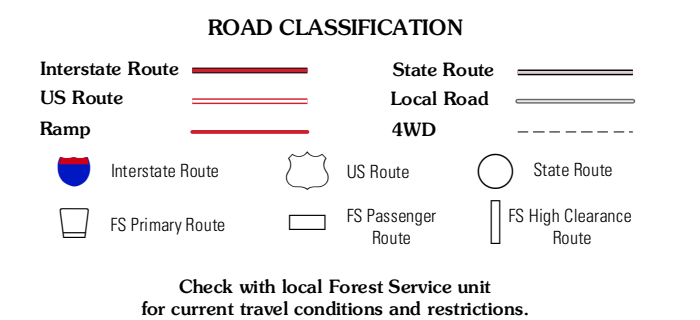 ROAD CLASSIFICATION
Interstate Route
State Route
US Route
Local Road
Ramp
4WD
Interstate Route
US Route
State Route
FS Primary Route
FS Passenger
Route
FS High Clearance
Route
Check with local Forest Service unit
for current travel conditions and restrictions.